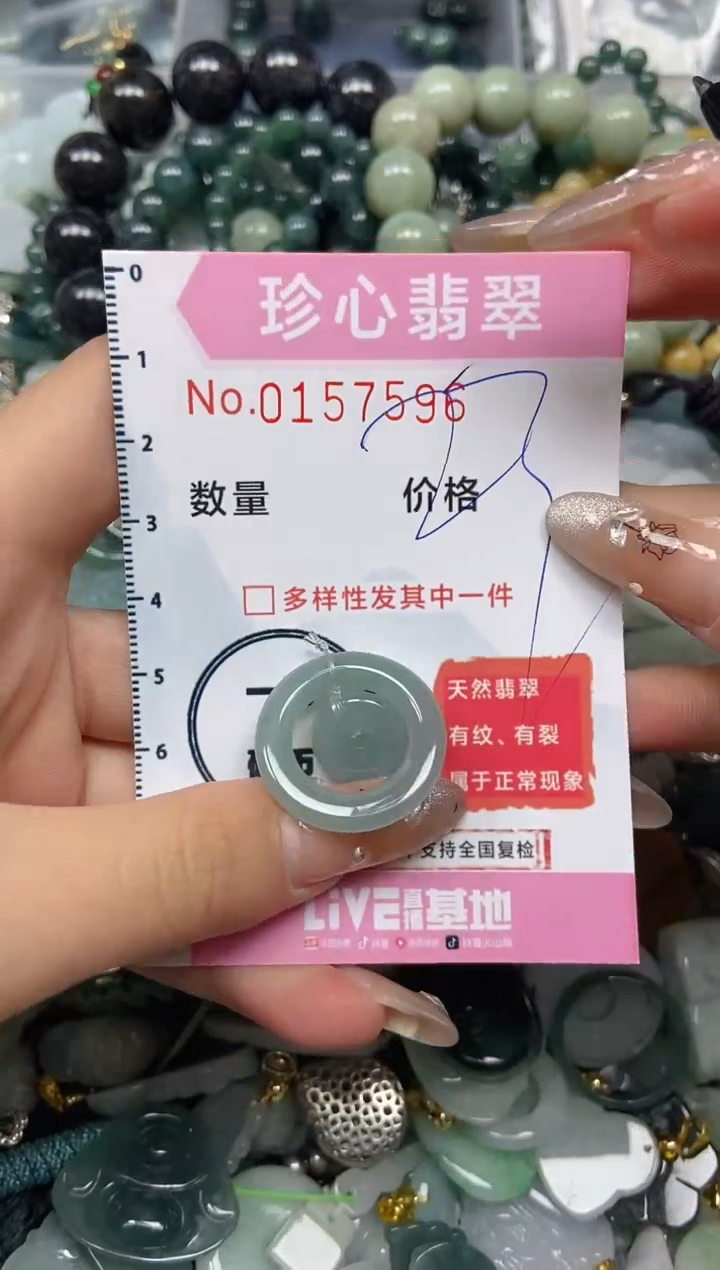 0
珍心翡翠
1
No.0157596
2
数量 价格
3
4
□多样性发其中一件
5
天然翡翠
有纹、有裂
6
属于正常现象
支持全国复检
LiVE直播基地